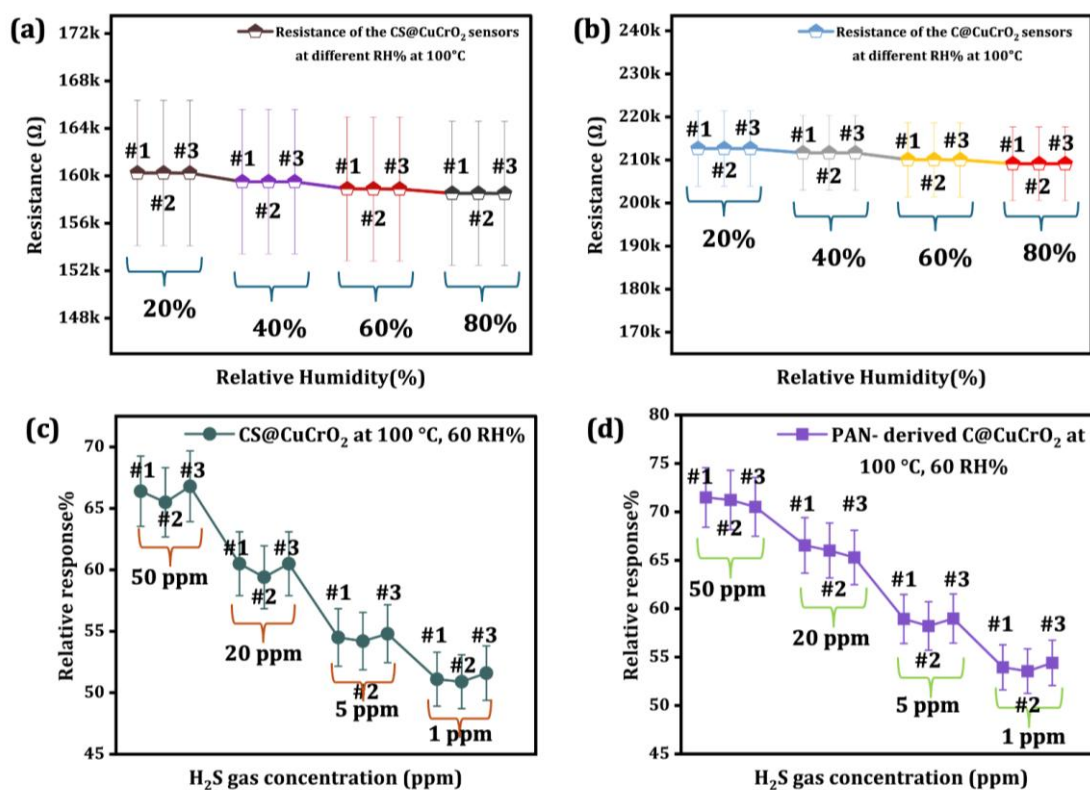 (a)
Resistance of the CS@CuCrO₂ sensors
at different RH% at 100°C
172k
168k
164k
160k
156k
152k
148k
Resistance (Ω)
#1
#3
#2
20%
#1
#3
#2
40%
#1
#3
#2
60%
#1
#3
#2
80%
Relative Humidity(%)
(b)
Resistance of the C@CuCrO₂ sensors
at different RH% at 100°C
240k
230k
220k
210k
200k
190k
180k
170k
Resistance (Ω)
#1
#3
#2
20%
#1
#3
#2
40%
#1
#3
#2
60%
#1
#3
#2
80%
Relative Humidity(%)
(c)
CS@CuCrO₂ at 100 °C, 60 RH%
70
65
60
55
50
45
Relative response%
#1
#3
#2
50 ppm
#1
#3
#2
20 ppm
#1
#3
#2
5 ppm
#1
#3
#2
1 ppm
H₂S gas concentration (ppm)
(d)
PAN- derived C@CuCrO₂ at
100 °C, 60 RH%
80
75
70
65
60
55
50
45
Relative response%
#1
#3
#2
50 ppm
#1
#3
#2
20 ppm
#1
#3
#2
5 ppm
#1
#3
#2
1 ppm
H₂S gas concentration (ppm)